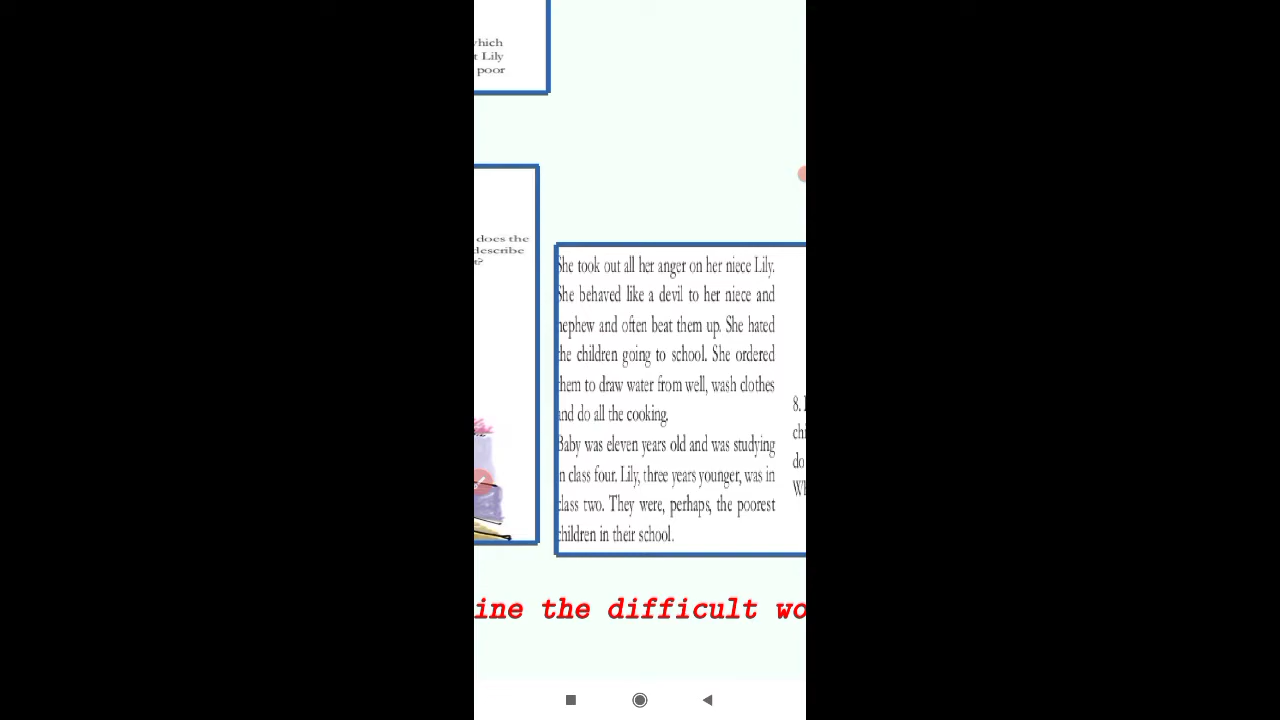 which
t Lily
poor
does the
describe
?
She took out all her anger on her niece Lily.
She behaved like a devil to her niece and
nephew and often beat them up. She hated
the children going to school. She ordered
them to draw water from well, wash clothes
and do all the cooking.
Baby was eleven years old and was studying
in class four. Lily, three years younger, was in
class two. They were, perhaps, the poorest
children in their school.
8.
chi
do
Wh
ine the difficult wo